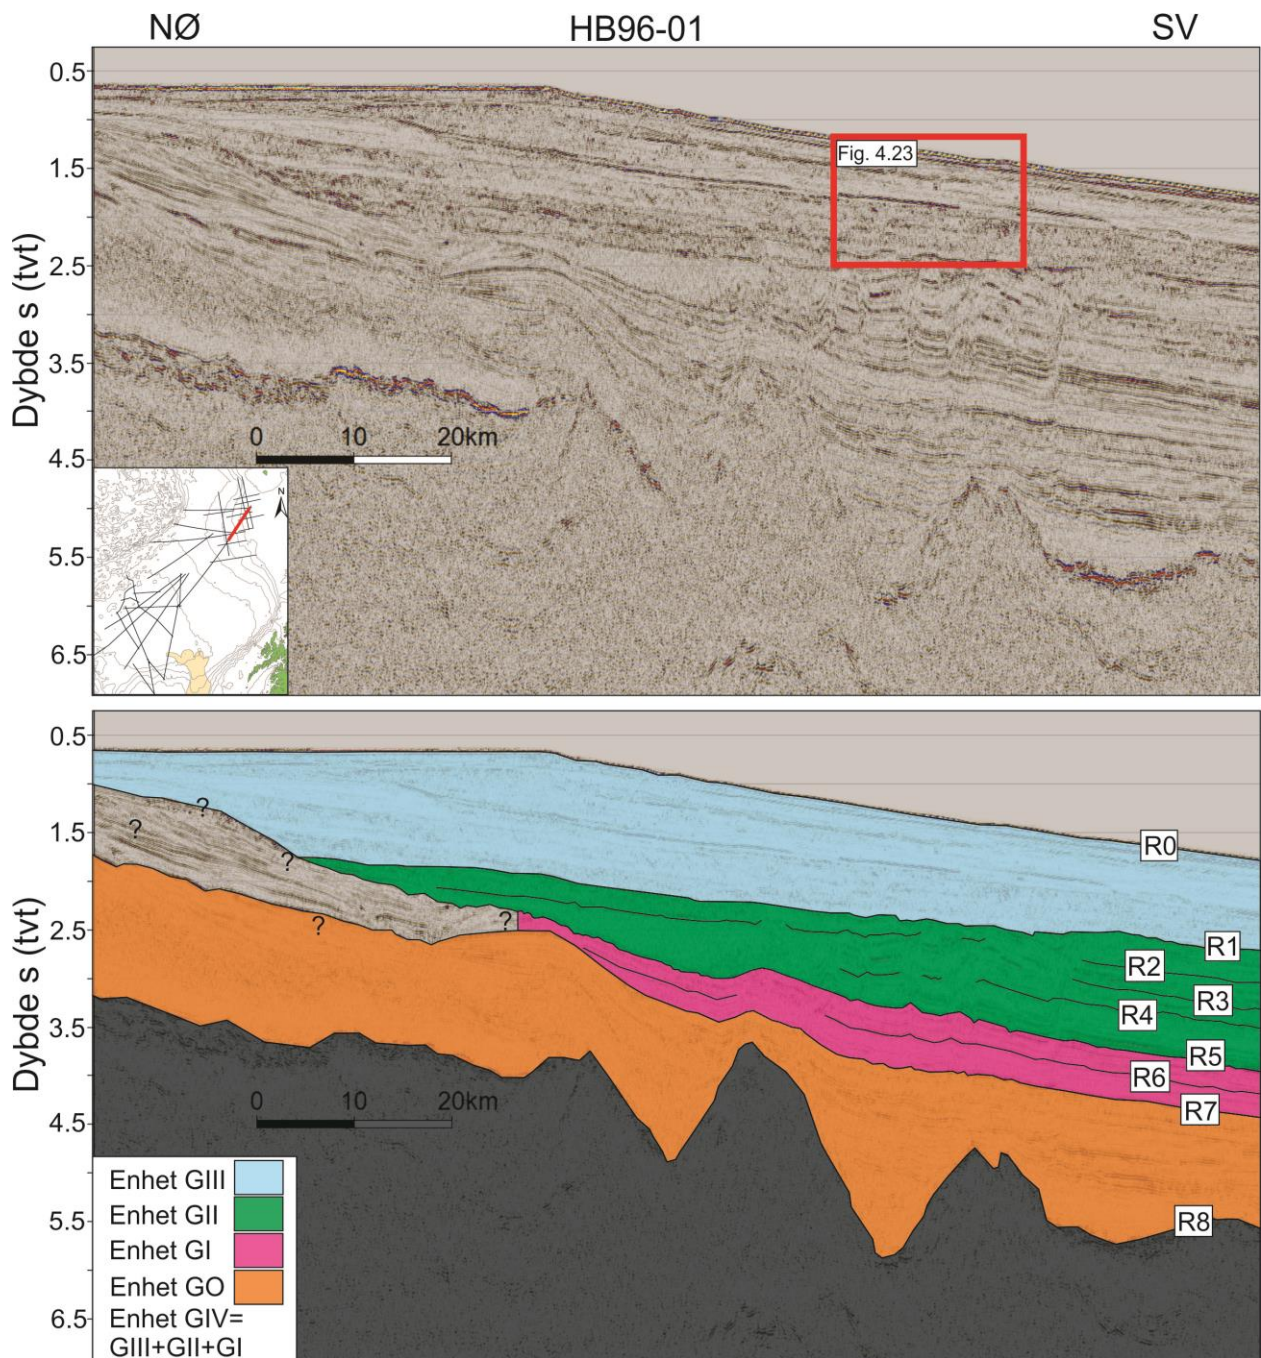 NØ HB96-01 SV
0.5
Fig. 4.23
1.5
2.5
Dybde s (tvt)
3.5
0 10 20km
4.5
N
5.5
6.5
0.5
?
?
1.5
R0
?
?
?
2.5
R1
R2
R3
Dybde s (tvt)
3.5
R4
R5
R6
0 10 20km
R7
4.5
Enhet GIII
Enhet GII
5.5
R8
Enhet GI
Enhet GO
Enhet GIV=
6.5
GIII+GII+GI